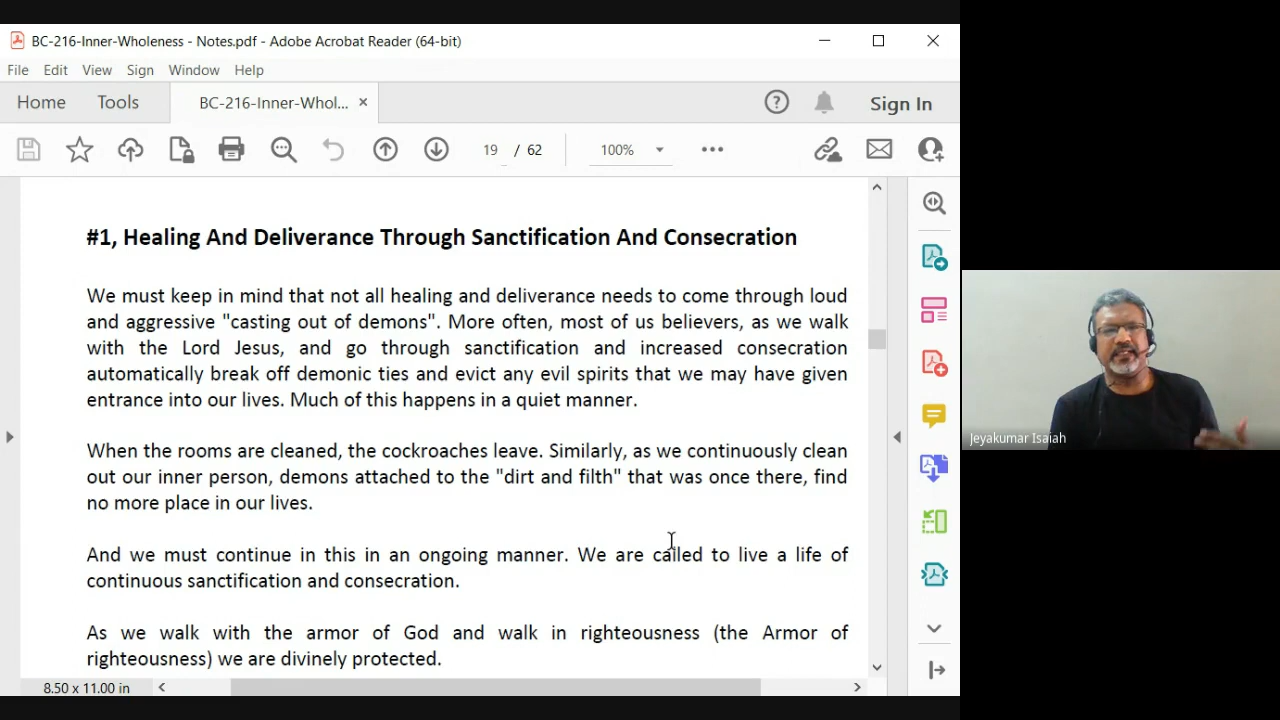 BC-216-Inner-Wholeness - Notes.pdf - Adobe Acrobat Reader (64-bit)
File Edit View Sign Window Help
Home Tools BC-216-Inner-Whol... × Sign In
19 / 62 100%
#1, Healing And Deliverance Through Sanctification And Consecration
We must keep in mind that not all healing and deliverance needs to come through loud
and aggressive "casting out of demons". More often, most of us believers, as we walk
with the Lord Jesus, and go through sanctification and increased consecration
automatically break off demonic ties and evict any evil spirits that we may have given
entrance into our lives. Much of this happens in a quiet manner.
When the rooms are cleaned, the cockroaches leave. Similarly, as we continuously clean
out our inner person, demons attached to the "dirt and filth" that was once there, find
no more place in our lives.
And we must continue in this in an ongoing manner. We are called to live a life of
continuous sanctification and consecration.
As we walk with the armor of God and walk in righteousness (the Armor of
righteousness) we are divinely protected.
8.50 x 11.00 in
Jeyakumar Isaiah